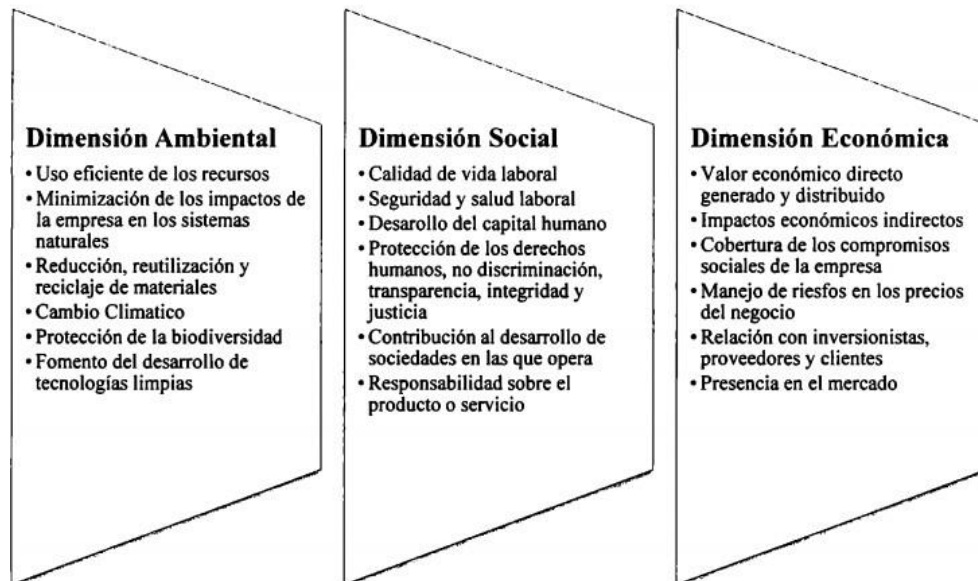 Dimensión Ambiental
• Uso eficiente de los recursos
• Minimización de los impactos de
la empresa en los sistemas
naturales
• Reducción, reutilización y
reciclaje de materiales
• Cambio Climatico
• Protección de la biodiversidad
• Fomento del desarrollo de
tecnologías limpias
Dimensión Social
• Calidad de vida laboral
• Seguridad y salud laboral
• Desarollo del capital humano
• Protección de los derechos
humanos, no discriminación,
transparencia, integridad y
justicia
• Contribución al desarrollo de
sociedades en las que opera
• Responsabilidad sobre el
producto o servicio
Dimensión Económica
• Valor económico directo
generado y distribuido
• Impactos económicos indirectos
• Cobertura de los compromisos
sociales de la empresa
• Manejo de riesfos en los precios
del negocio
• Relación con inversionistas,
proveedores y clientes
• Presencia en el mercado